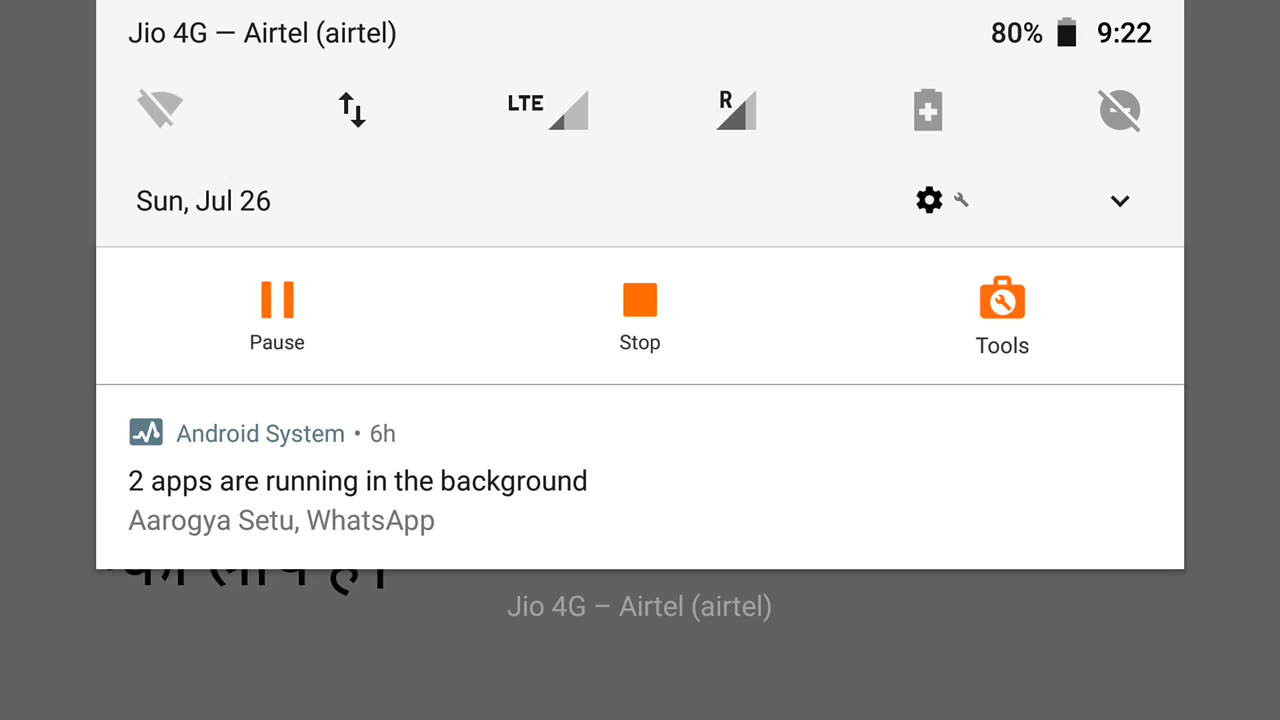 Jio 4G — Airtel (airtel) 80% 9:22
LTE R
Sun, Jul 26
Pause Stop Tools
Android System • 6h
2 apps are running in the background
Aarogya Setu, WhatsApp
Jio 4G – Airtel (airtel)